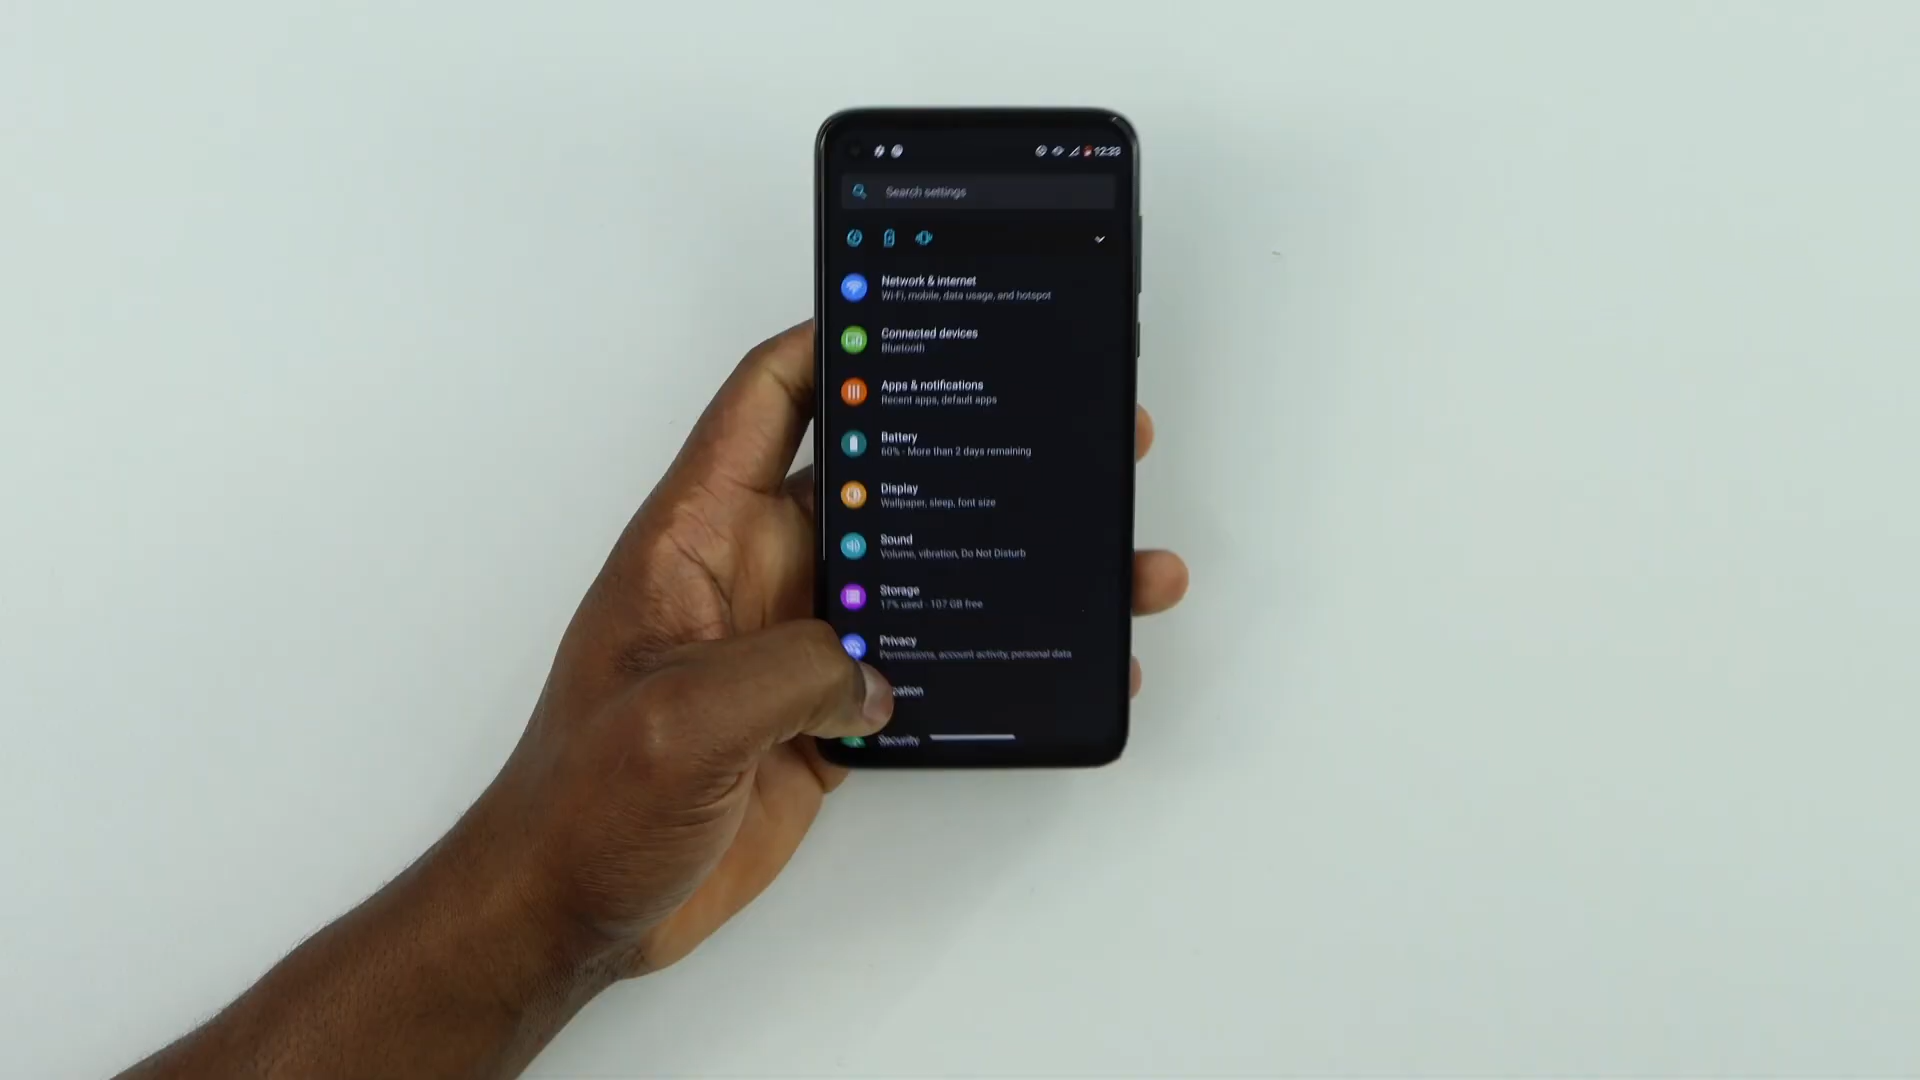 12:33
Search settings
Network & internet
Wi-Fi, mobile, data usage, and hotspot
Connected devices
Bluetooth
Apps & notifications
Recent apps, default apps
Battery
60% - More than 2 days remaining
Display
Wallpaper, sleep, font size
Sound
Volume, vibration, Do Not Disturb
Storage
17% used - 107 GB free
Privacy
Permissions, account activity, personal data
cation
Security